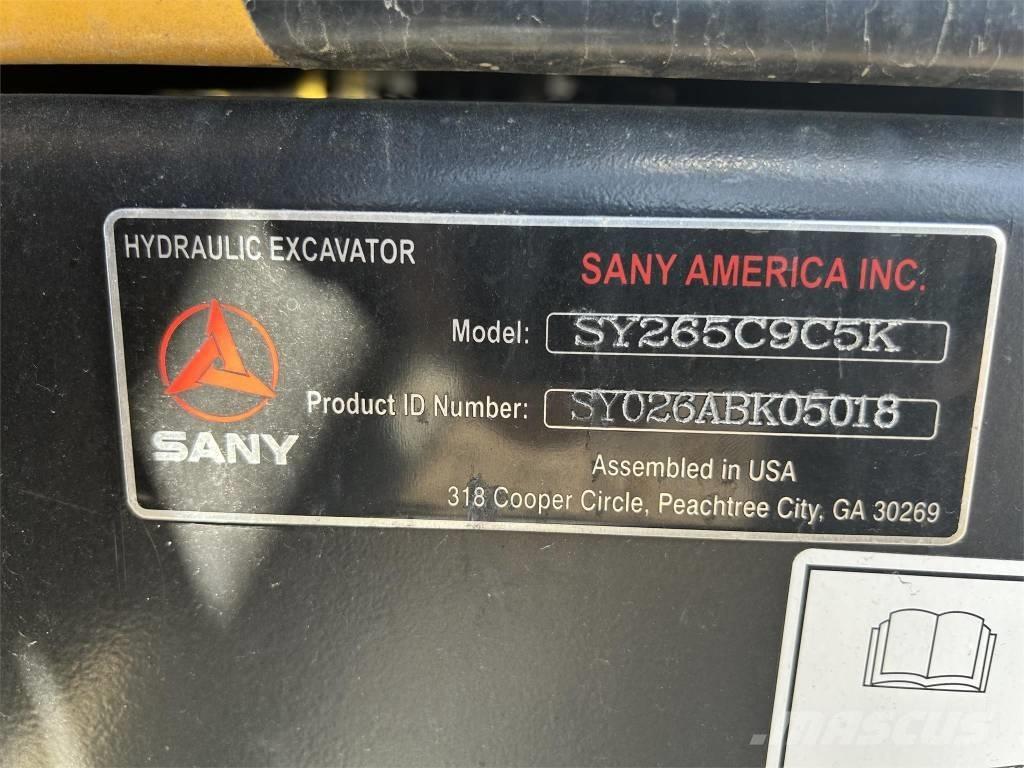 HYDRAULIC EXCAVATOR
SANY AMERICA INC.
Model: SY265C9C5K
Product ID Number: SY026ABK05018
SANY
Assembled in USA
318 Cooper Circle, Peachtree City, GA 30269
MASCUS